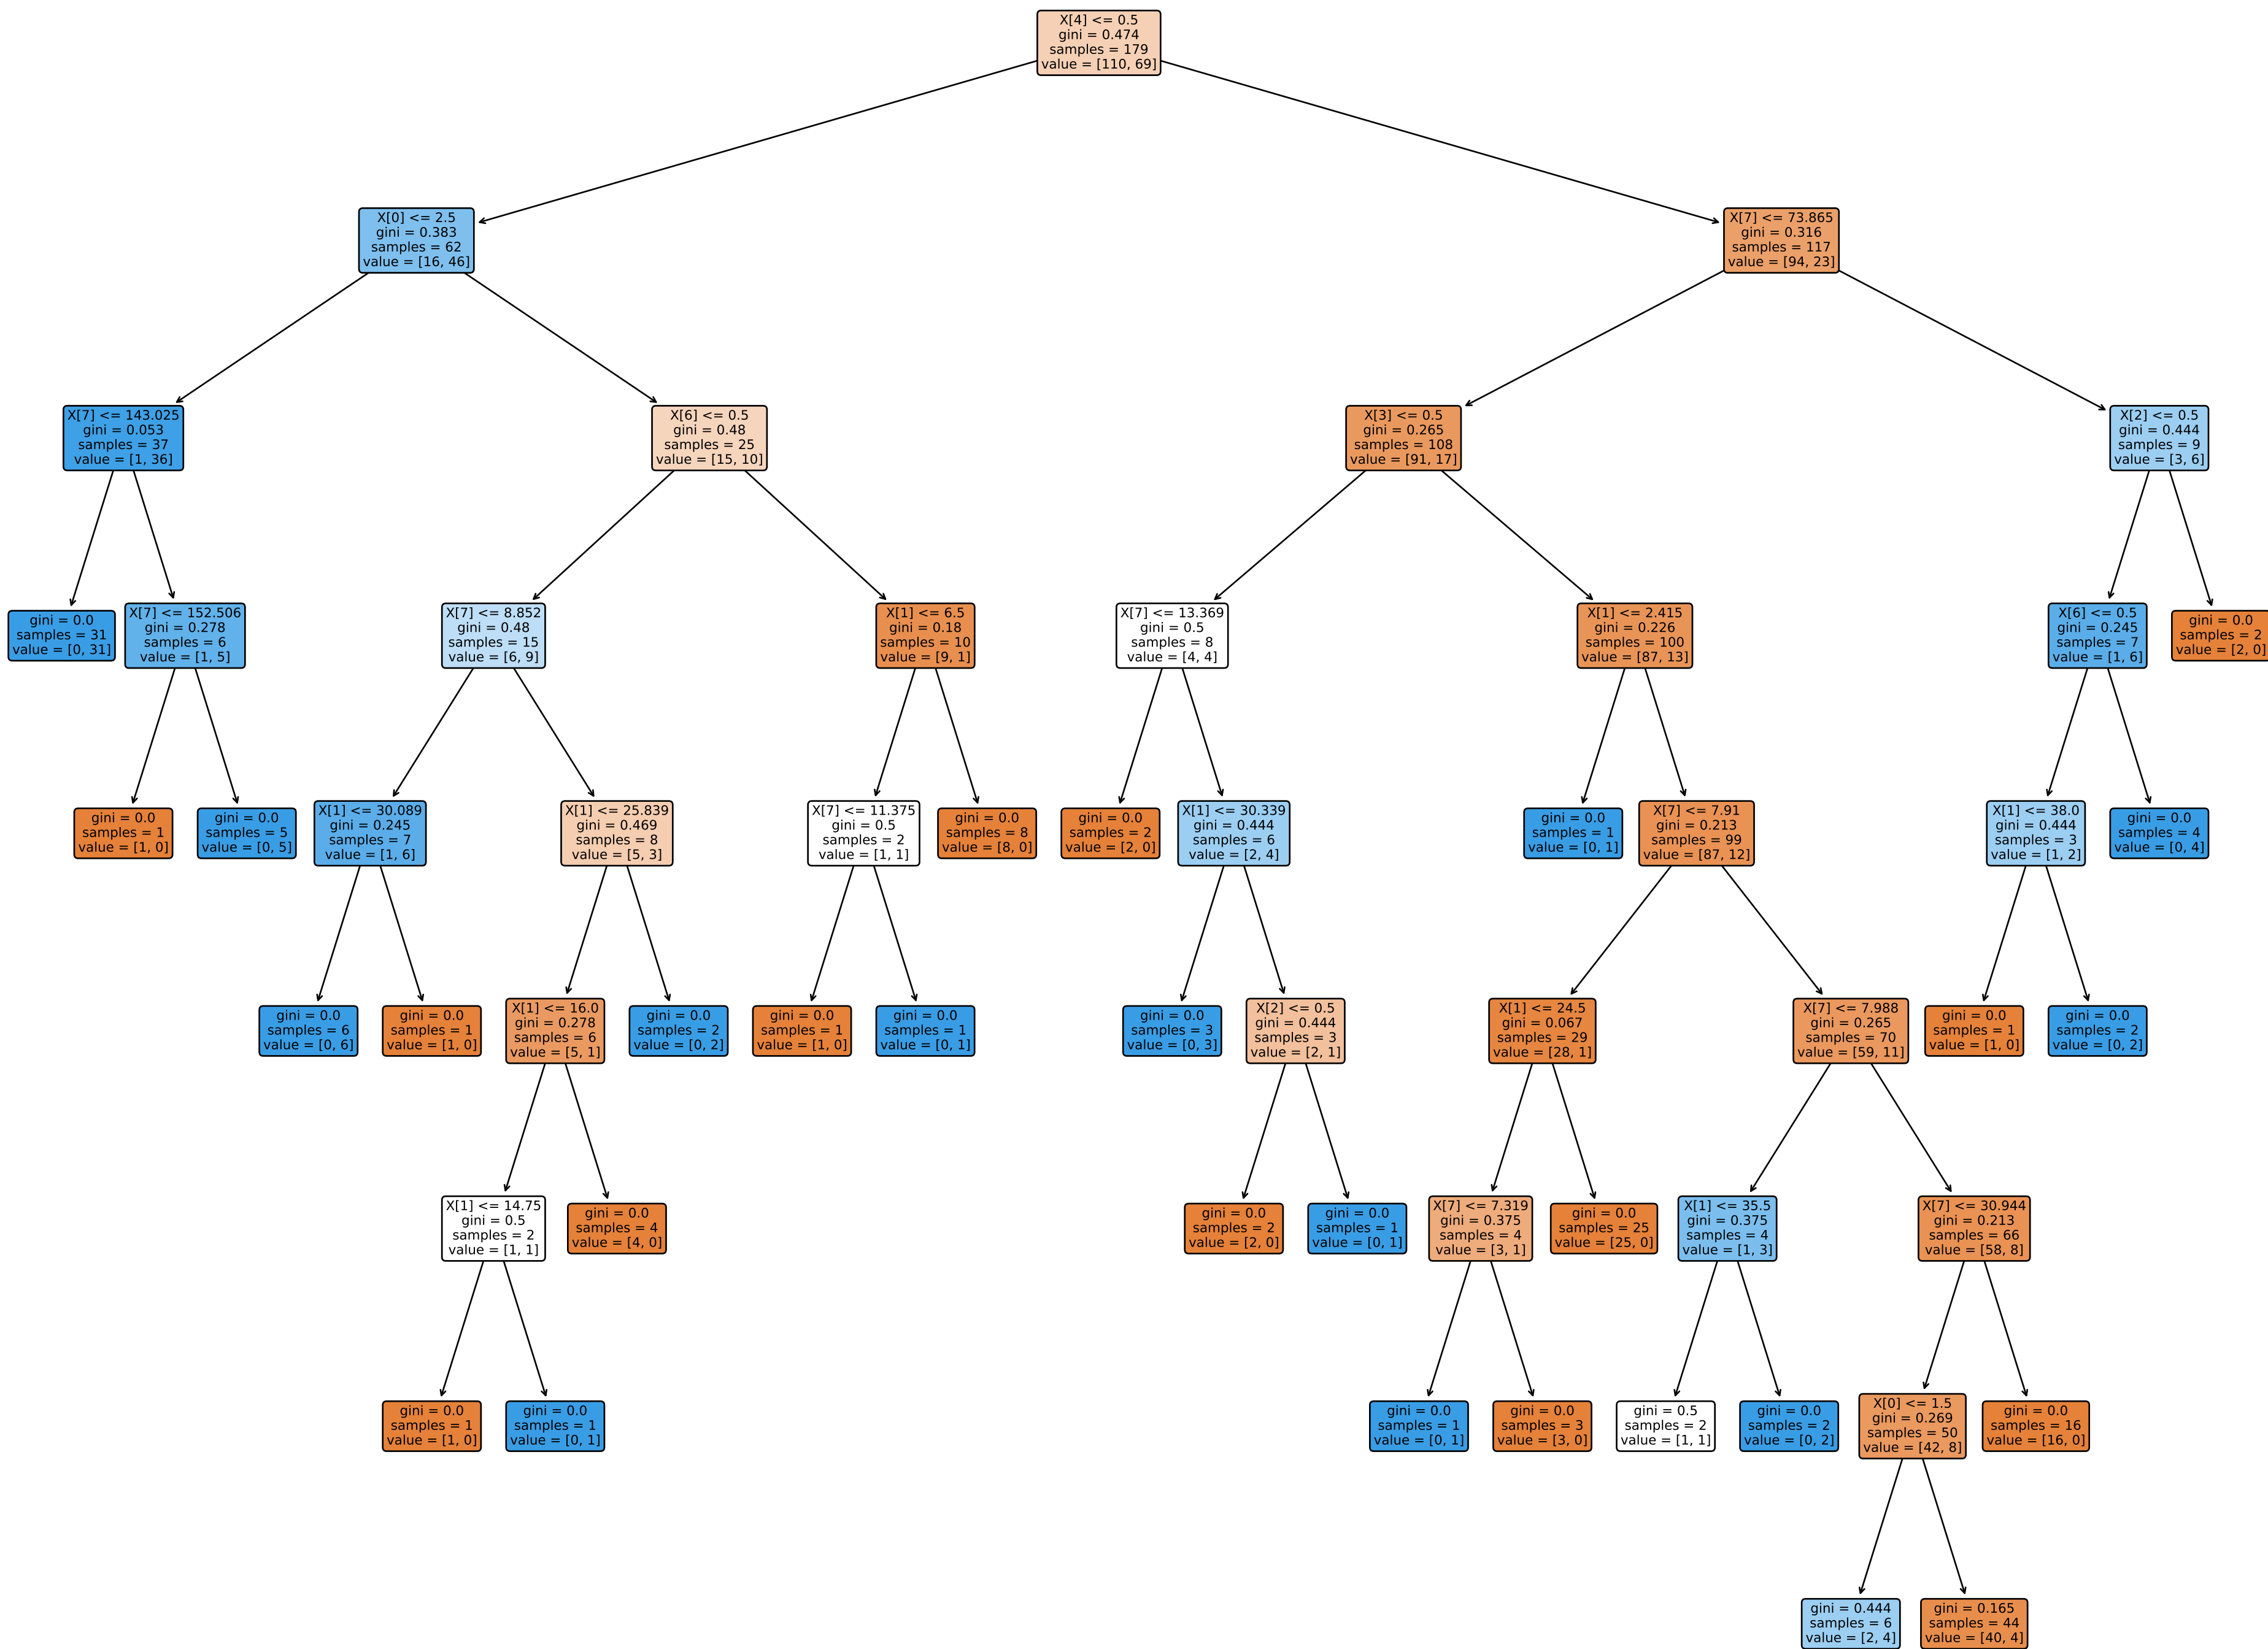 X[4] <= 0.5
gini = 0.474
samples = 179
value = [110, 69]
X[0] <= 2.5
gini = 0.383
samples = 62
value = [16, 46]
X[7] <= 73.865
gini = 0.316
samples = 117
value = [94, 23]
X[7] <= 143.025
gini = 0.053
samples = 37
value = [1, 36]
X[6] <= 0.5
gini = 0.48
samples = 25
value = [15, 10]
X[3] <= 0.5
gini = 0.265
samples = 108
value = [91, 17]
X[2] <= 0.5
gini = 0.444
samples = 9
value = [3, 6]
gini = 0.0
samples = 31
value = [0, 31]
X[7] <= 152.506
gini = 0.278
samples = 6
value = [1, 5]
X[7] <= 8.852
gini = 0.48
samples = 15
value = [6, 9]
X[1] <= 6.5
gini = 0.18
samples = 10
value = [9, 1]
X[7] <= 13.369
gini = 0.5
samples = 8
value = [4, 4]
X[1] <= 2.415
gini = 0.226
samples = 100
value = [87, 13]
X[6] <= 0.5
gini = 0.245
samples = 7
value = [1, 6]
gini = 0.0
samples = 2
value = [2, 0]
gini = 0.0
samples = 1
value = [1, 0]
gini = 0.0
samples = 5
value = [0, 5]
X[1] <= 30.089
gini = 0.245
samples = 7
value = [1, 6]
X[1] <= 25.839
gini = 0.469
samples = 8
value = [5, 3]
X[7] <= 11.375
gini = 0.5
samples = 2
value = [1, 1]
gini = 0.0
samples = 8
value = [8, 0]
gini = 0.0
samples = 2
value = [2, 0]
X[1] <= 30.339
gini = 0.444
samples = 6
value = [2, 4]
gini = 0.0
samples = 1
value = [0, 1]
X[7] <= 7.91
gini = 0.213
samples = 99
value = [87, 12]
X[1] <= 38.0
gini = 0.444
samples = 3
value = [1, 2]
gini = 0.0
samples = 4
value = [0, 4]
gini = 0.0
samples = 6
value = [0, 6]
gini = 0.0
samples = 1
value = [1, 0]
X[1] <= 16.0
gini = 0.278
samples = 6
value = [5, 1]
gini = 0.0
samples = 2
value = [0, 2]
gini = 0.0
samples = 1
value = [1, 0]
gini = 0.0
samples = 1
value = [0, 1]
gini = 0.0
samples = 3
value = [0, 3]
X[2] <= 0.5
gini = 0.444
samples = 3
value = [2, 1]
X[1] <= 24.5
gini = 0.067
samples = 29
value = [28, 1]
X[7] <= 7.988
gini = 0.265
samples = 70
value = [59, 11]
gini = 0.0
samples = 1
value = [1, 0]
gini = 0.0
samples = 2
value = [0, 2]
X[1] <= 14.75
gini = 0.5
samples = 2
value = [1, 1]
gini = 0.0
samples = 4
value = [4, 0]
gini = 0.0
samples = 2
value = [2, 0]
gini = 0.0
samples = 1
value = [0, 1]
X[7] <= 7.319
gini = 0.375
samples = 4
value = [3, 1]
gini = 0.0
samples = 25
value = [25, 0]
X[1] <= 35.5
gini = 0.375
samples = 4
value = [1, 3]
X[7] <= 30.944
gini = 0.213
samples = 66
value = [58, 8]
gini = 0.0
samples = 1
value = [1, 0]
gini = 0.0
samples = 1
value = [0, 1]
gini = 0.0
samples = 1
value = [0, 1]
gini = 0.0
samples = 3
value = [3, 0]
gini = 0.5
samples = 2
value = [1, 1]
gini = 0.0
samples = 2
value = [0, 2]
X[0] <= 1.5
gini = 0.269
samples = 50
value = [42, 8]
gini = 0.0
samples = 16
value = [16, 0]
gini = 0.444
samples = 6
value = [2, 4]
gini = 0.165
samples = 44
value = [40, 4]